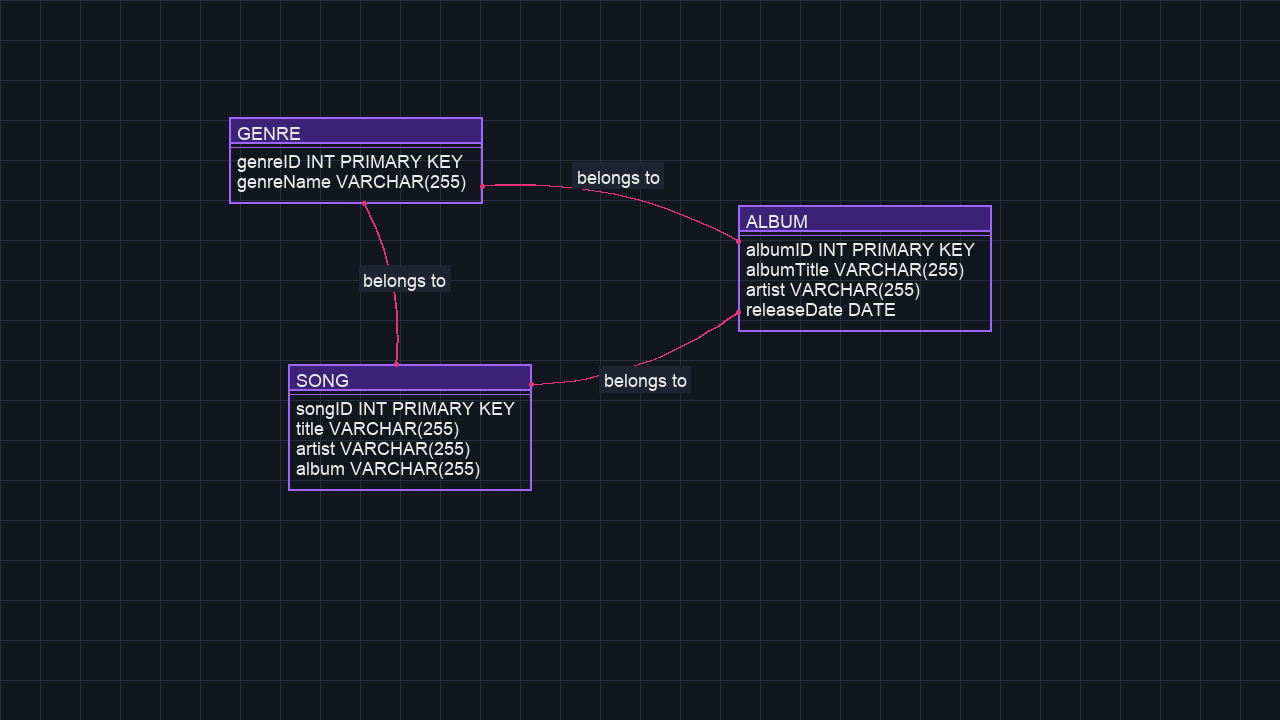 GENRE
genreID INT PRIMARY KEY
genreName VARCHAR(255)
belongs to
ALBUM
albumID INT PRIMARY KEY
albumTitle VARCHAR(255)
artist VARCHAR(255)
releaseDate DATE
belongs to
SONG
songID INT PRIMARY KEY
title VARCHAR(255)
artist VARCHAR(255)
album VARCHAR(255)
belongs to